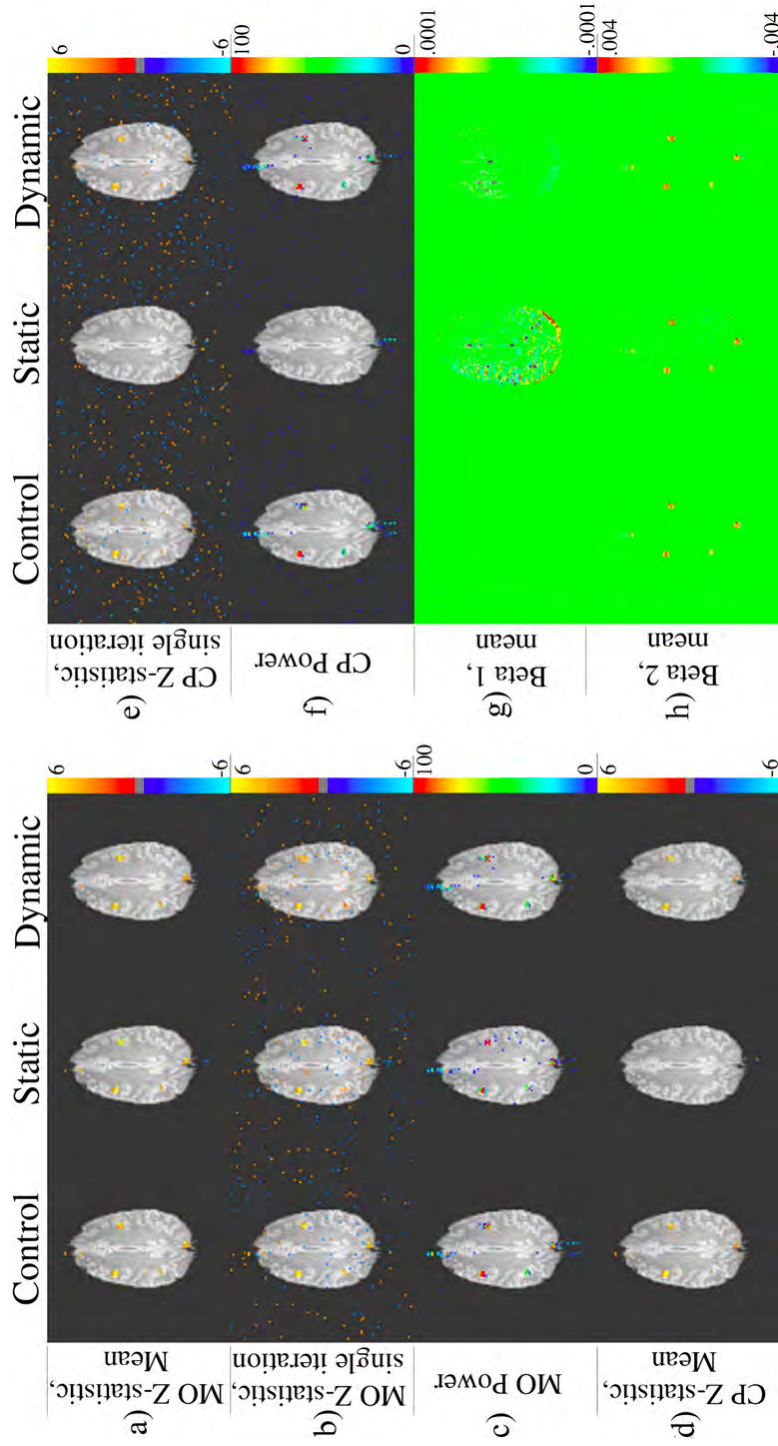 Control Static Dynamic
a) MO Z-statistic,
Mean
6
-6
b) MO Z-statistic,
single iteration
6
-6
c) MO Power
100
0
d) CP Z-statistic,
Mean
6
-6
Control Static Dynamic
e) CP Z-statistic,
single iteration
6
-6
f) CP Power
100
0
g) Beta 1,
mean
.0001
-.0001
h) Beta 2,
mean
.004
-.004